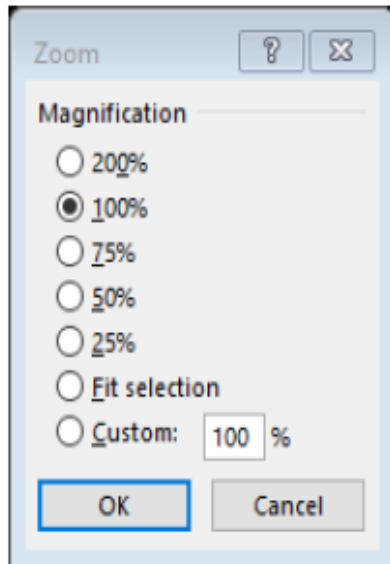 Zoom
Magnification
200%
100%
75%
50%
25%
Fit selection
Custom: 100 %
OK Cancel